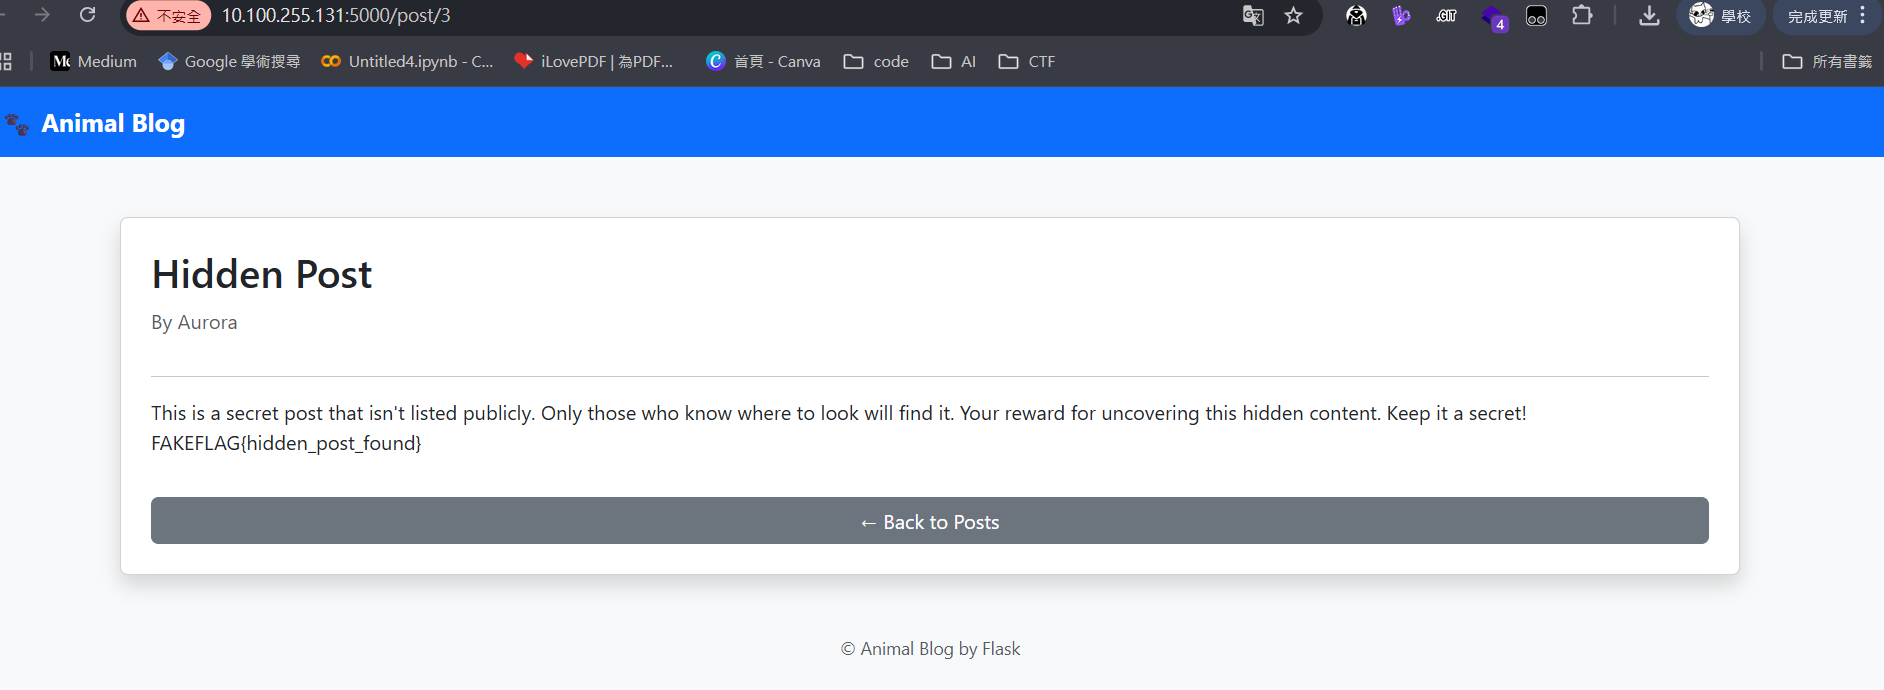 不安全 10.100.255.131:5000/post/3 .GIT 4 學校 完成更新
Medium Google 學術搜尋 Untitled4.ipynb - C... iLovePDF | 為PDF... 首頁 - Canva code AI CTF 所有書籤
Animal Blog
Hidden Post
By Aurora
This is a secret post that isn't listed publicly. Only those who know where to look will find it. Your reward for uncovering this hidden content. Keep it a secret!
FAKEFLAG{hidden_post_found}
← Back to Posts
© Animal Blog by Flask